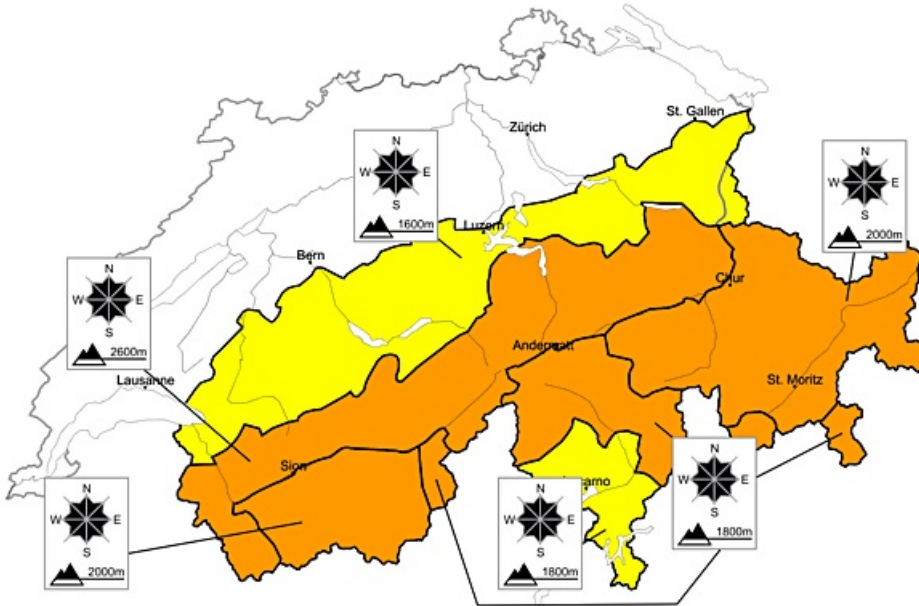 St. Gallen
Zürich
N
W E
S
1600m
Luzern
N
W E
S
2000m
Bern
N
W E
S
2600m
Chur
Andermatt
Lausanne
St. Moritz
Sion
N
W E
S
2000m
N
W E
S
1800m
N
W E
S
1800m